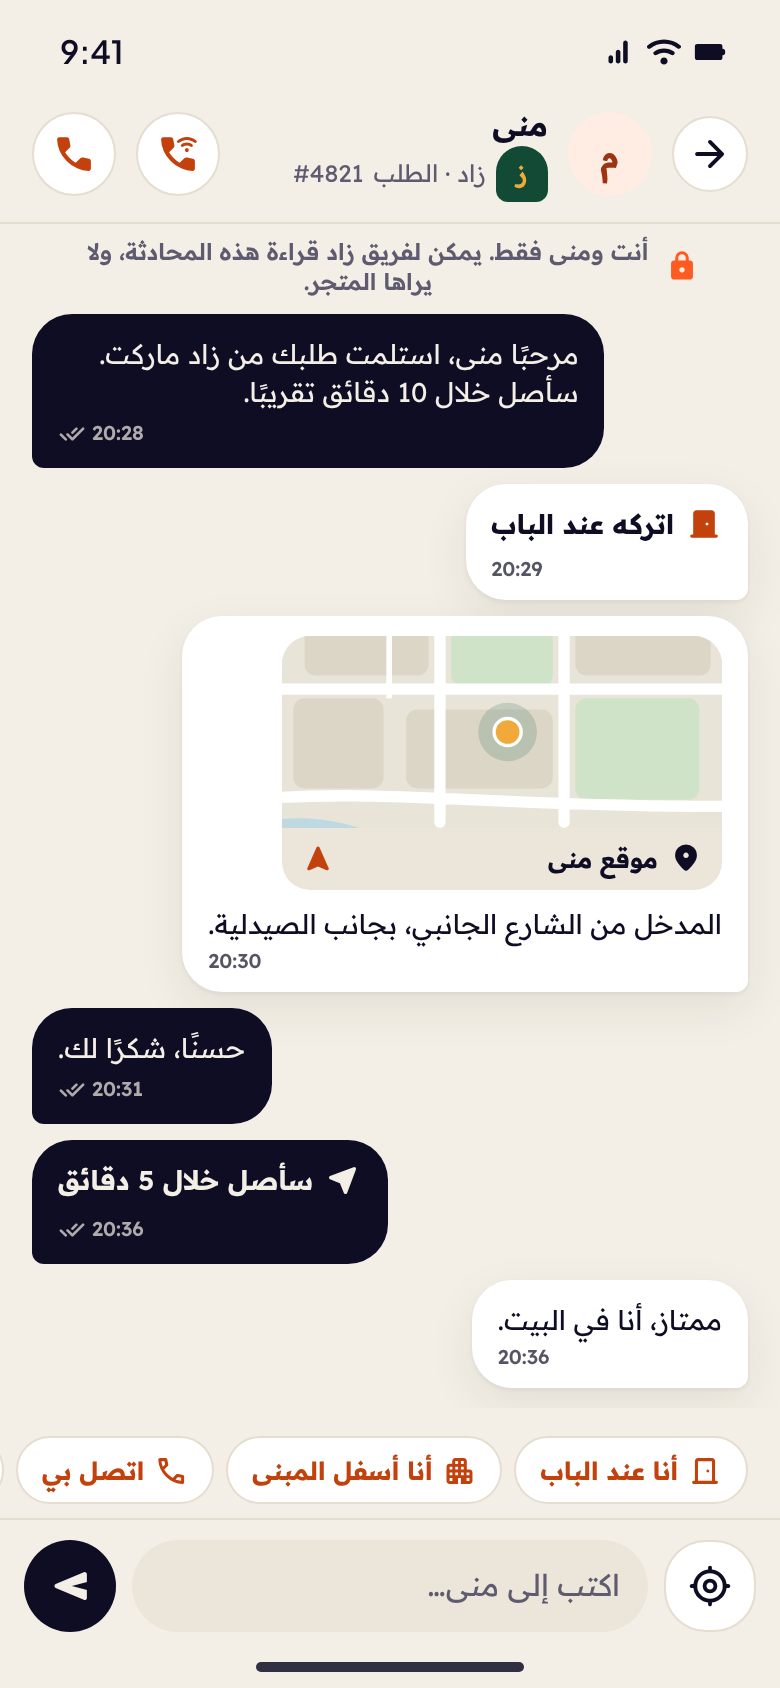 9:41
منى
م
ز
زاد · الطلب #4821
أنت ومنى فقط. يمكن لفريق زاد قراءة هذه المحادثة، ولا
يراها المتجر.
مرحبًا منى، استلمت طلبك من زاد ماركت.
سأصل خلال 10 دقائق تقريبًا.
20:28
اتركه عند الباب
20:29
موقع منى
المدخل من الشارع الجانبي، بجانب الصيدلية.
20:30
حسنًا، شكرًا لك.
20:31
سأصل خلال 5 دقائق
20:36
ممتاز، أنا في البيت.
20:36
أنا عند الباب
أنا أسفل المبنى
اتصل بي
اكتب إلى منى...